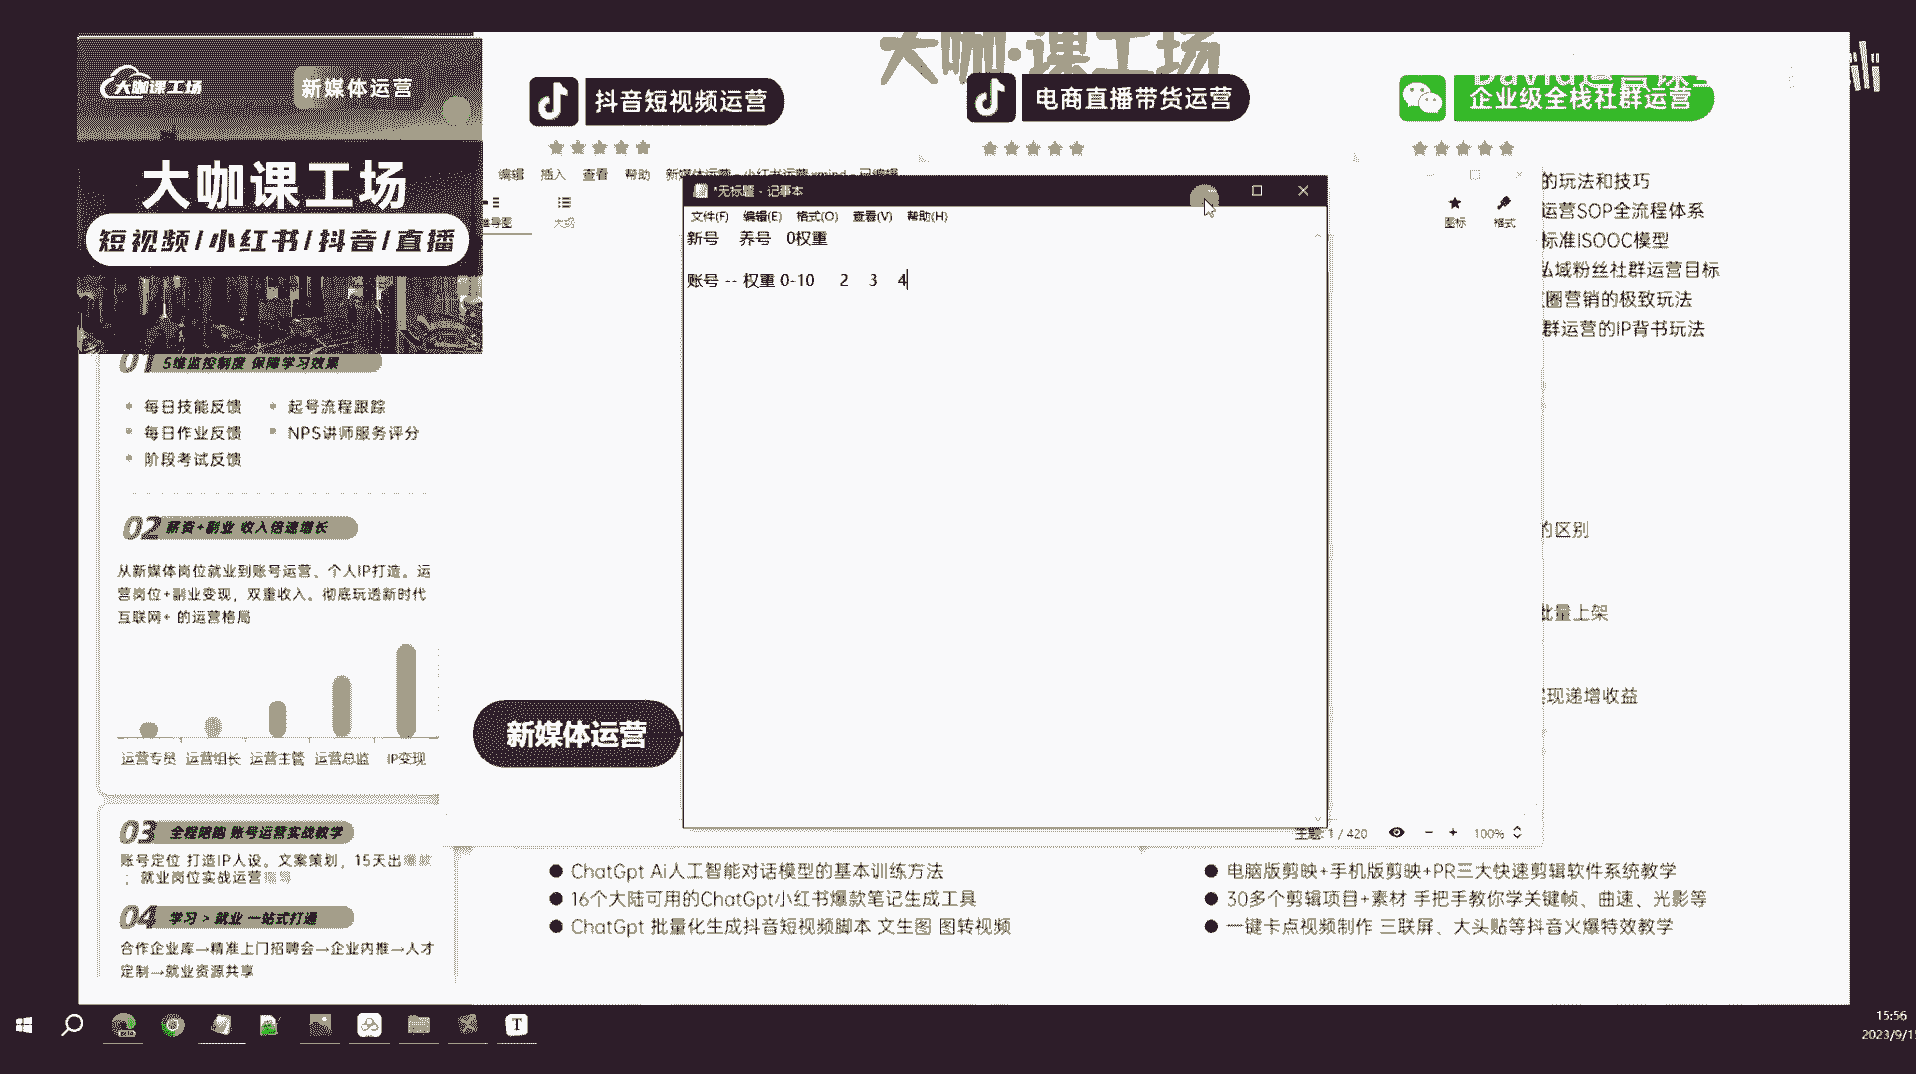 大咖·课工场
大咖课工场
新媒体运营
大咖课工场
短视频/小红书/抖音/直播
抖音短视频运营
电商直播带货运营
企业级全栈社群运营
编辑 插入 查看 帮助
大纲
图标 格式
*无标题 - 记事本
文件(F) 编辑(E) 格式(O) 查看(V) 帮助(H)
新号 养号 0权重
账号 -- 权重 0-10 2 3 4
的玩法和技巧
运营SOP全流程体系
标准ISOOC模型
私域粉丝社群运营目标
圈营销的极致玩法
群运营的IP背书玩法
的区别
批量上架
现递增收益
01 5维监控制度 保障学习效果
每日技能反馈 起号流程跟踪
每日作业反馈 NPS讲师服务评分
阶段考试反馈
02 薪资+副业 收入倍速增长
从新媒体岗位就业到账号运营、个人IP打造。运
营岗位+副业变现，双重收入。彻底玩透新时代
互联网+ 的运营格局
运营专员 运营组长 运营主管 运营总监 IP变现
新媒体运营
03 全程陪跑 账号运营实战教学
账号定位 打造IP人设。文案策划，15天出
；就业岗位实战运营
04 学习 > 就业 一站式打通
合作企业库→精准上门招聘会→企业内推→人才
定制→就业资源共享
主题: 1 / 420
100%
ChatGpt Ai人工智能对话模型的基本训练方法
16个大陆可用的ChatGpt小红书爆款笔记生成工具
ChatGpt 批量化生成抖音短视频脚本 文生图 图转视频
电脑版剪映+手机版剪映+PR三大快速剪辑软件系统教学
30多个剪辑项目+素材 手把手教你学关键帧、曲速、光影等
一键卡点视频制作 三联屏、大头贴等抖音火爆特效教学
15:56
2023/9/1